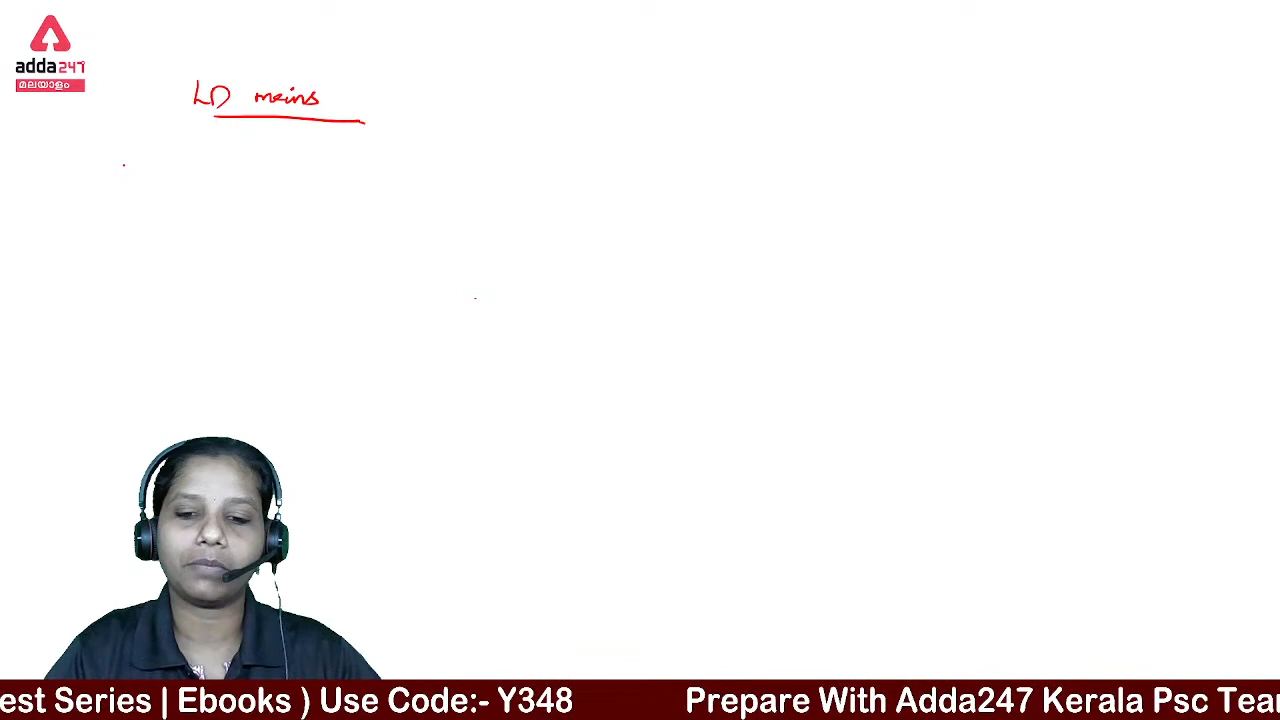 adda247
മലയാളം
LD mains
est Series | Ebooks ) Use Code:- Y348 Prepare With Adda247 Kerala Psc Tea